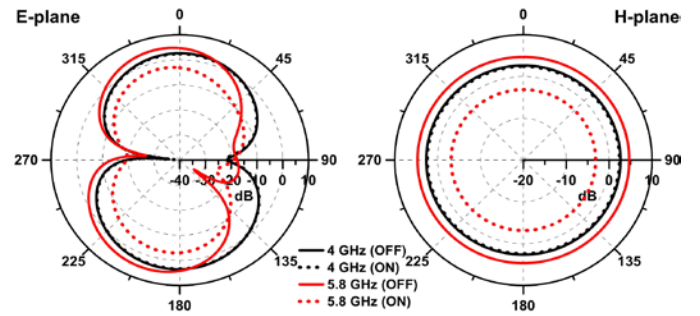 E-plane
H-plane
0
0
315
45
315
45
270
90
270
90
-40 -30 -20 -10 0 10
-20 -10 0 10
dB
dB
225
135
225
135
180
180
4 GHz (OFF)
4 GHz (ON)
5.8 GHz (OFF)
5.8 GHz (ON)